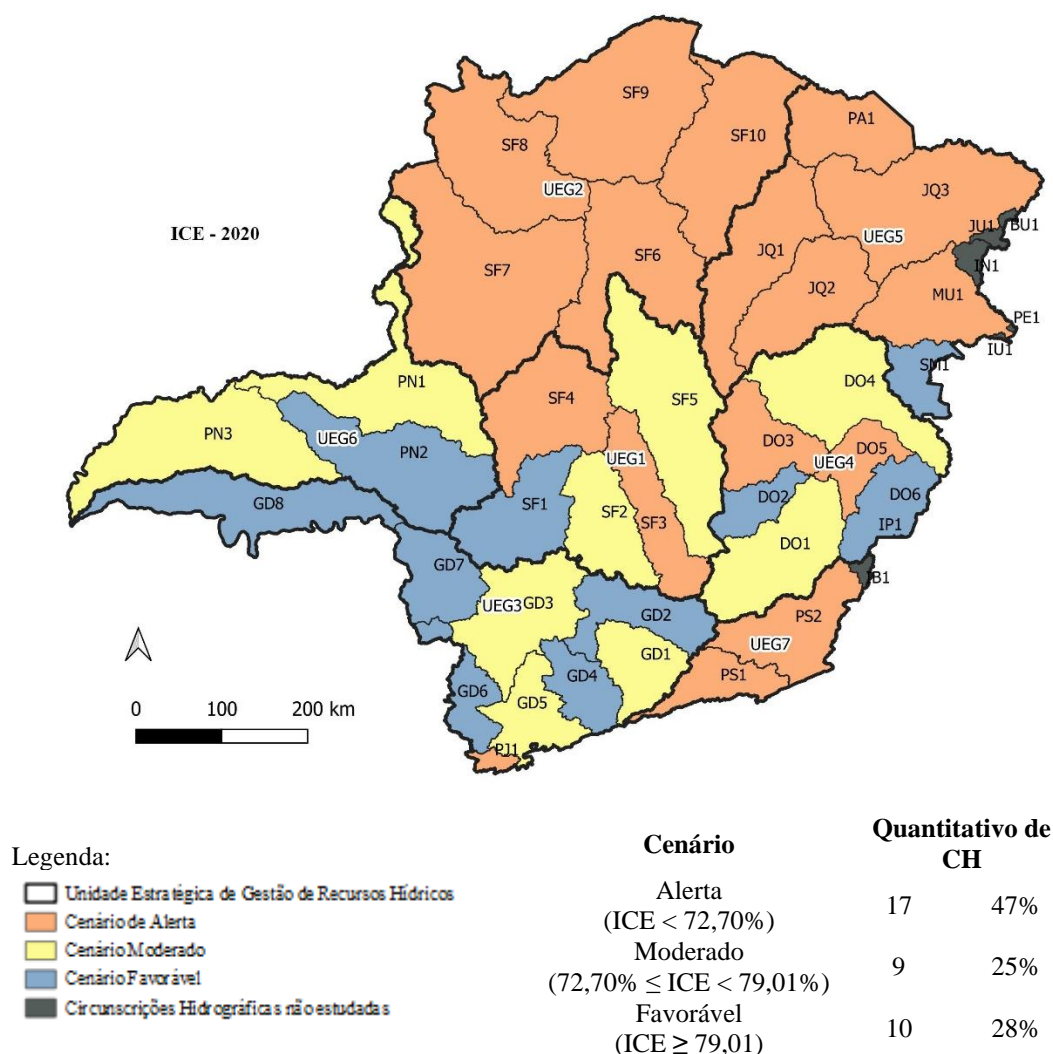 SF9
SF10
PA1
SF8
UEG2
JQ3
ICE - 2020
JU1
BU1
SF6
JQ1
UEG5
IN1
SF7
JQ2
MU1
PE1
IU1
SM1
PN1
DO4
SF4
SF5
PN3
UEG6
DO3
DO5
PN2
UEG1
UEG4
GD8
SF1
DO2
DO6
SF2
SF3
IP1
DO1
GD7
IB1
UEG3
GD3
GD2
PS2
UEG7
GD1
GD4
PS1
GD6
GD5
PJ1
0 100 200 km
Legenda:
Unidade Estratégica de Gestão de Recursos Hídricos
Cenário de Alerta
Cenário Moderado
Cenário Favorável
Circunscrições Hidrográficas não estudadas
Cenário Quantitativo de
CH
Alerta
(ICE < 72,70%) 17 47%
Moderado
(72,70% ≤ ICE < 79,01%) 9 25%
Favorável
(ICE ≥ 79,01) 10 28%